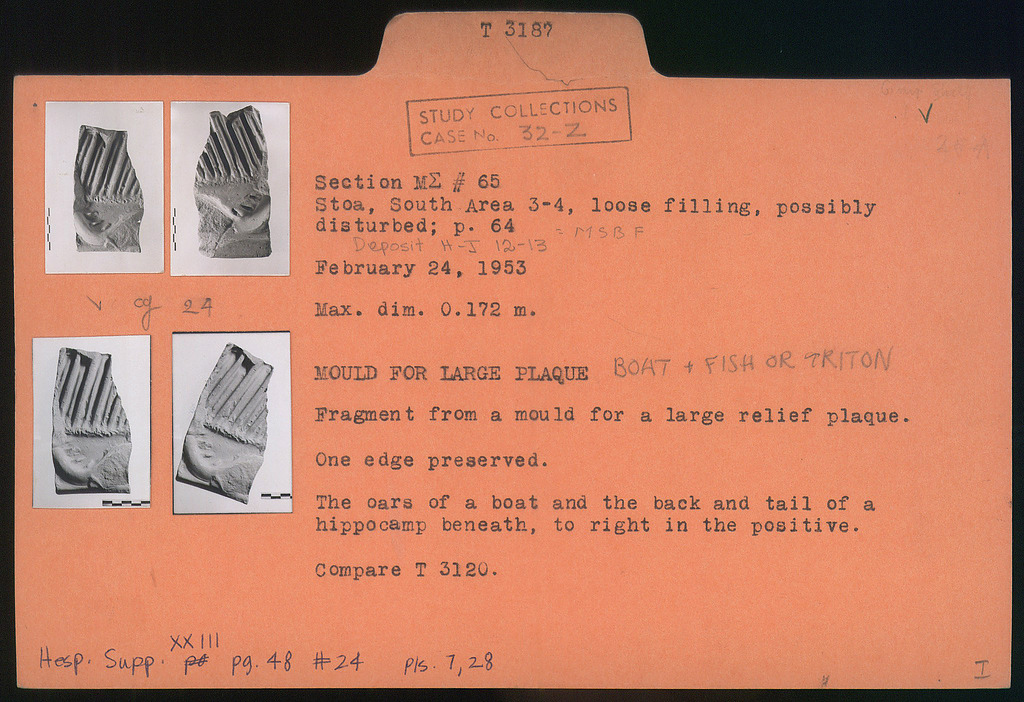 T 3187
STUDY COLLECTIONS
CASE No. 32-Z
Section ΜΣ # 65
Stoa, South Area 3-4, loose filling, possibly
disturbed; p. 64 = MSBF
Deposit H-I 12-13
February 24, 1953
cg 24
Max. dim. 0.172 m.
MOULD FOR LARGE PLAQUE BOAT + FISH OR TRITON
Fragment from a mould for a large relief plaque.
One edge preserved.
The oars of a boat and the back and tail of a
hippocamp beneath, to right in the positive.
Compare T 3120.
Hesp. Supp. XXIII pg. 48 #24 pls. 7, 28
I